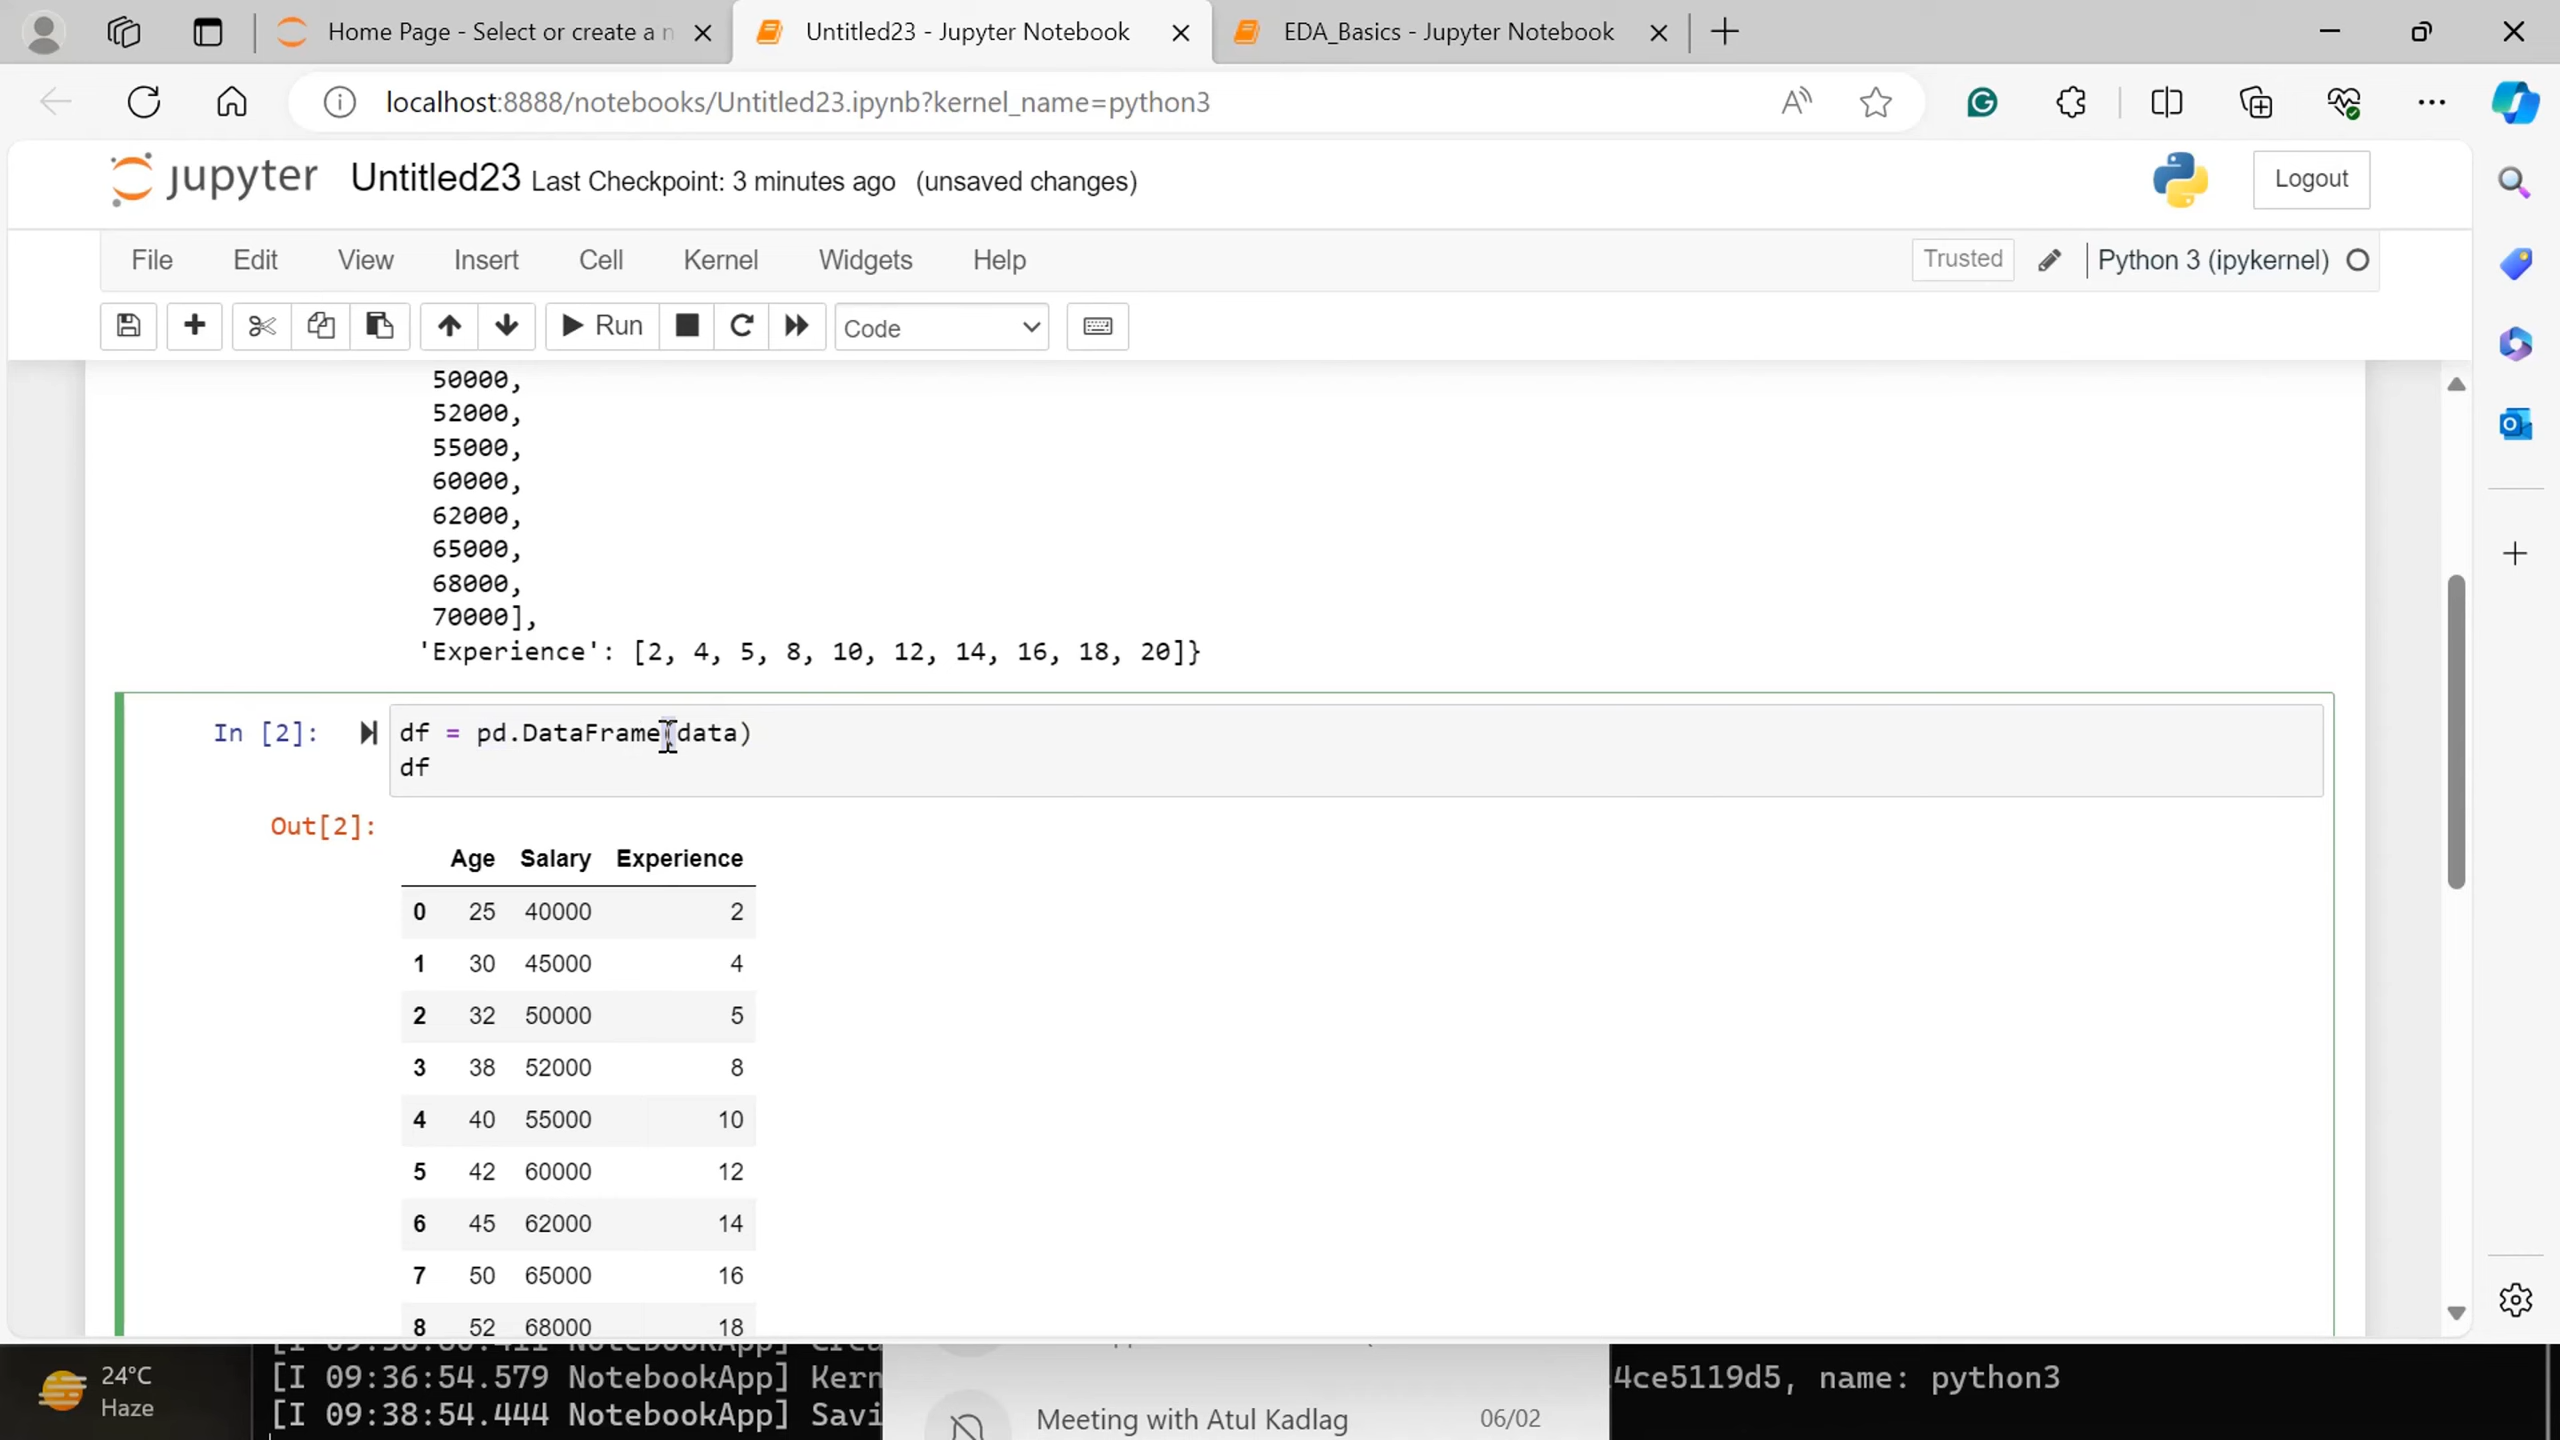 Home Page - Select or create a n
Untitled23 - Jupyter Notebook
EDA_Basics - Jupyter Notebook
localhost:8888/notebooks/Untitled23.ipynb?kernel_name=python3
jupyter Untitled23 Last Checkpoint: 3 minutes ago (unsaved changes)
Logout
File Edit View Insert Cell Kernel Widgets Help
Trusted
Python 3 (ipykernel)
Run
Code
50000,
52000,
55000,
60000,
62000,
65000,
68000,
70000],
'Experience': [2, 4, 5, 8, 10, 12, 14, 16, 18, 20]}
In [2]: df = pd.DataFrame(data)
df
Out[2]:
Age Salary Experience
0 25 40000 2
1 30 45000 4
2 32 50000 5
3 38 52000 8
4 40 55000 10
5 42 60000 12
6 45 62000 14
7 50 65000 16
8 52 68000 18
24°C
Haze
[I 09:36:54.579 NotebookApp] Kern
4ce5119d5, name: python3
[I 09:38:54.444 NotebookApp] Savi
Meeting with Atul Kadlag 06/02